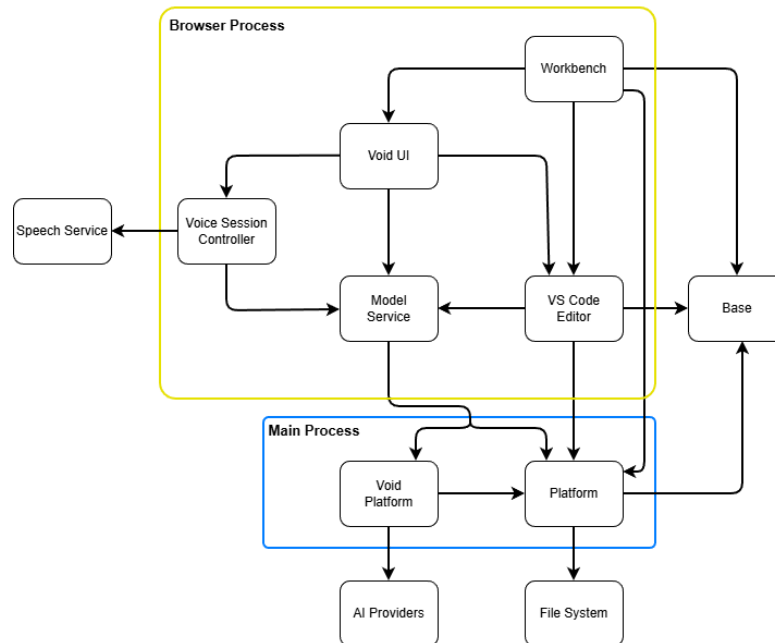 Browser Process
Workbench
Void UI
Speech Service
Voice Session
Controller
Model
Service
VS Code
Editor
Base
Main Process
Void
Platform
Platform
AI Providers
File System